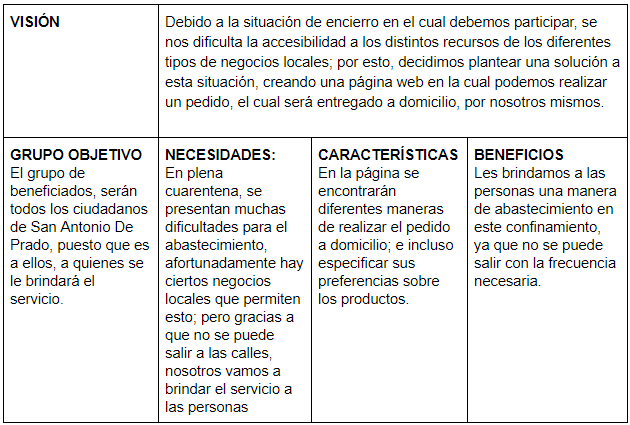 VISIÓN
Debido a la situación de encierro en el cual debemos participar, se
nos dificulta la accesibilidad a los distintos recursos de los diferentes
tipos de negocios locales; por esto, decidimos plantear una solución a
esta situación, creando una página web en la cual podemos realizar
un pedido, el cual será entregado a domicilio, por nosotros mismos.
GRUPO OBJETIVO
El grupo de
beneficiados, serán
todos los ciudadanos
de San Antonio De
Prado, puesto que es
a ellos, a quienes se
le brindará el
servicio.
NECESIDADES:
En plena
cuarentena, se
presentan muchas
dificultades para el
abastecimiento,
afortunadamente hay
ciertos negocios
locales que permiten
esto; pero gracias a
que no se puede
salir a las calles,
nosotros vamos a
brindar el servicio a
las personas
CARACTERÍSTICAS
En la página se
encontrarán
diferentes maneras
de realizar el pedido
a domicilio; e incluso
especificar sus
preferencias sobre
los productos.
BENEFICIOS
Les brindamos a las
personas una manera
de abastecimiento en
este confinamiento,
ya que no se puede
salir con la frecuencia
necesaria.